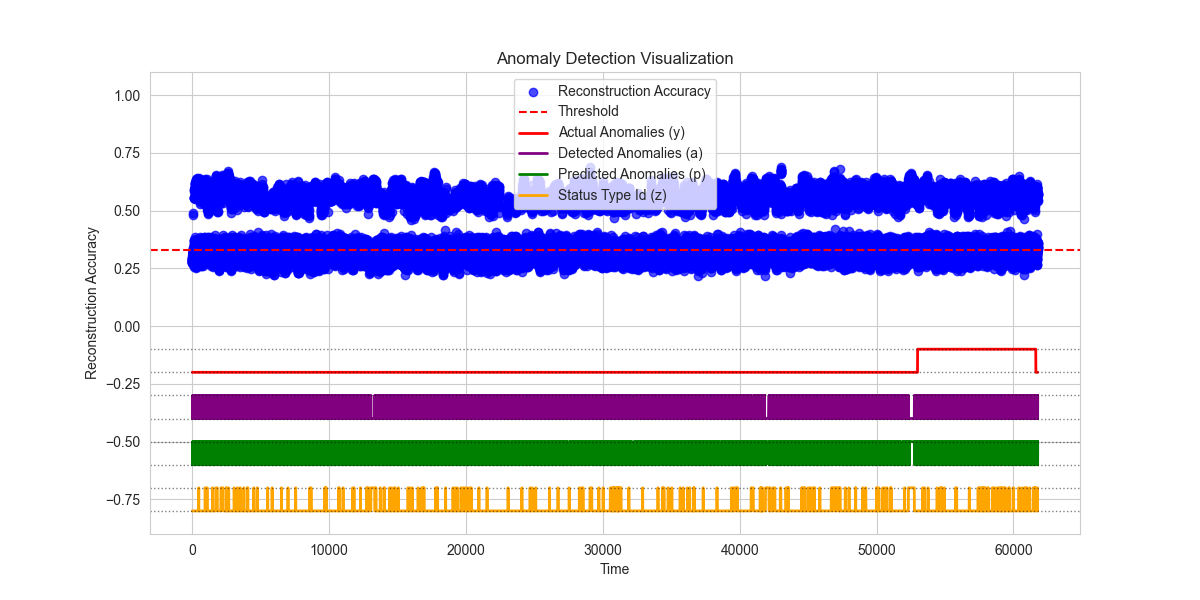 Anomaly Detection Visualization
Reconstruction Accuracy
Threshold
Actual Anomalies (y)
Detected Anomalies (a)
Predicted Anomalies (p)
Status Type Id (z)
1.00
0.75
0.50
0.25
0.00
−0.25
−0.50
−0.75
Reconstruction Accuracy
0
10000
20000
30000
40000
50000
60000
Time